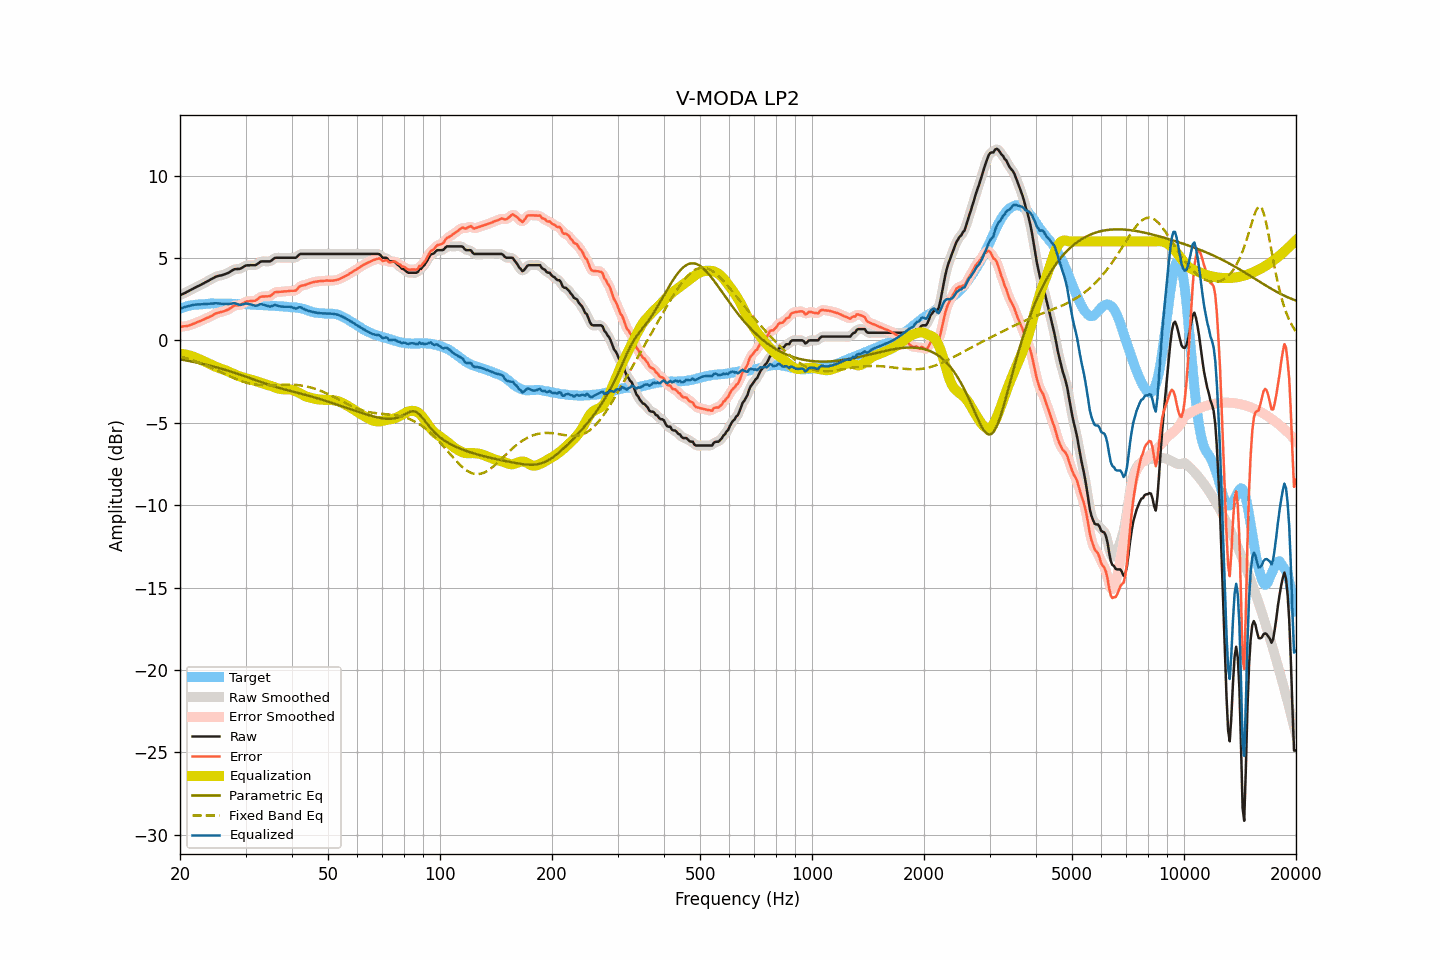 V-MODA LP2
Amplitude (dBr)
10
5
0
−5
−10
−15
−20
−25
−30
Target
Raw Smoothed
Error Smoothed
Raw
Error
Equalization
Parametric Eq
Fixed Band Eq
Equalized
20 50 100 200 500 1000 2000 5000 10000 20000
Frequency (Hz)